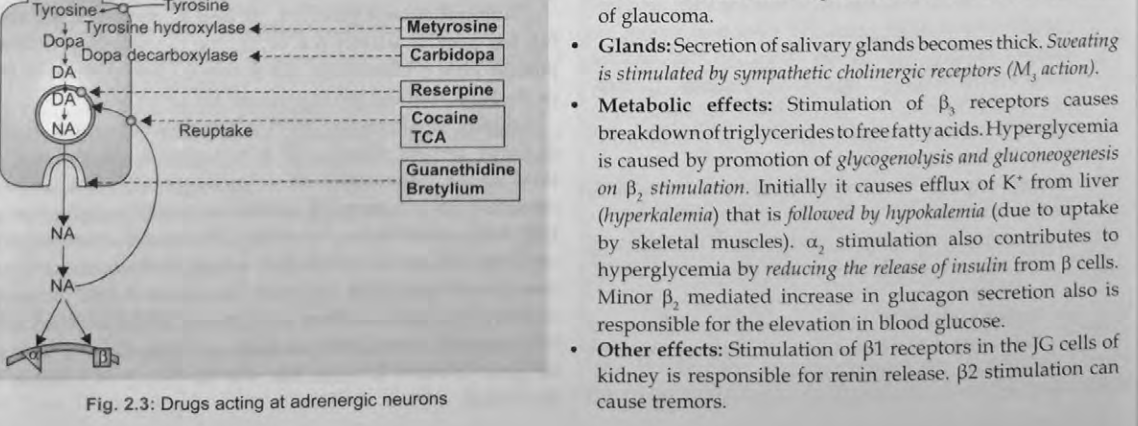 Tyrosine
Tyrosine
Tyrosine hydroxylase
Metyrosine
Dopa
Dopa decarboxylase
Carbidopa
DA
DA
Reserpine
NA
Reuptake
Cocaine
TCA
Guanethidine
Bretylium
NA
NA
α
β
Fig. 2.3: Drugs acting at adrenergic neurons
of glaucoma.
• Glands: Secretion of salivary glands becomes thick. Sweating
is stimulated by sympathetic cholinergic receptors (M₃ action).
• Metabolic effects: Stimulation of β₃ receptors causes
breakdown of triglycerides to free fatty acids. Hyperglycemia
is caused by promotion of glycogenolysis and gluconeogenesis
on β₂ stimulation. Initially it causes efflux of K⁺ from liver
(hyperkalemia) that is followed by hypokalemia (due to uptake
by skeletal muscles). α₂ stimulation also contributes to
hyperglycemia by reducing the release of insulin from β cells.
Minor β₂ mediated increase in glucagon secretion also is
responsible for the elevation in blood glucose.
• Other effects: Stimulation of β1 receptors in the JG cells of
kidney is responsible for renin release. β2 stimulation can
cause tremors.